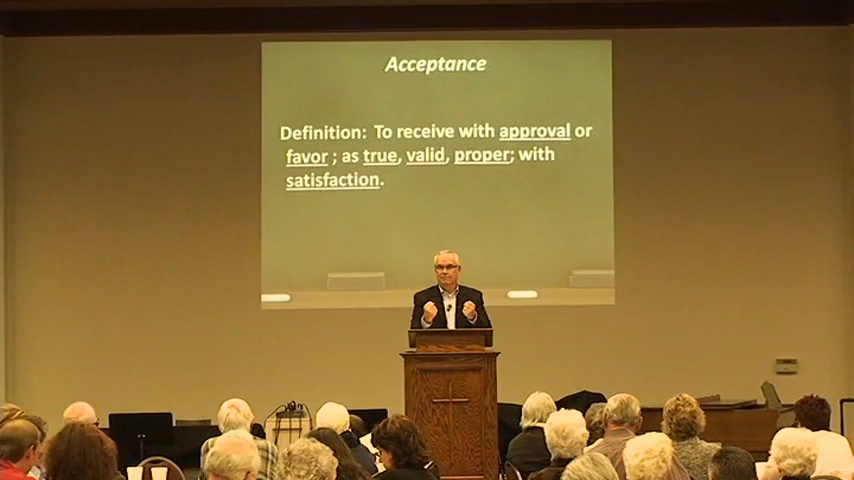 Acceptance
Definition: To receive with approval or
favor ; as true, valid, proper; with
satisfaction.